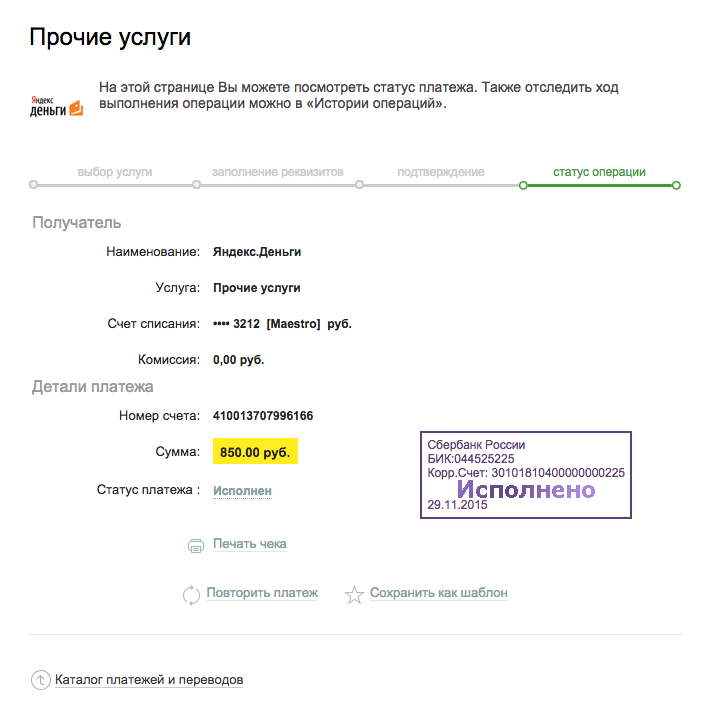 Прочие услуги
Яндекс
деньги
На этой странице Вы можете посмотреть статус платежа. Также отследить ход
выполнения операции можно в «Истории операций».
выбор услуги
заполнение реквизитов
подтверждение
статус операции
Получатель
Наименование: Яндекс.Деньги
Услуга: Прочие услуги
Счет списания: •••• 3212 [Maestro] руб.
Комиссия: 0,00 руб.
Детали платежа
Номер счета: 410013707996166
Сумма: 850.00 руб.
Статус платежа : Исполнен
Сбербанк России
БИК:044525225
Корр.Счет: 30101810400000000225
Исполнено
29.11.2015
Печать чека
Повторить платеж
Сохранить как шаблон
Каталог платежей и переводов